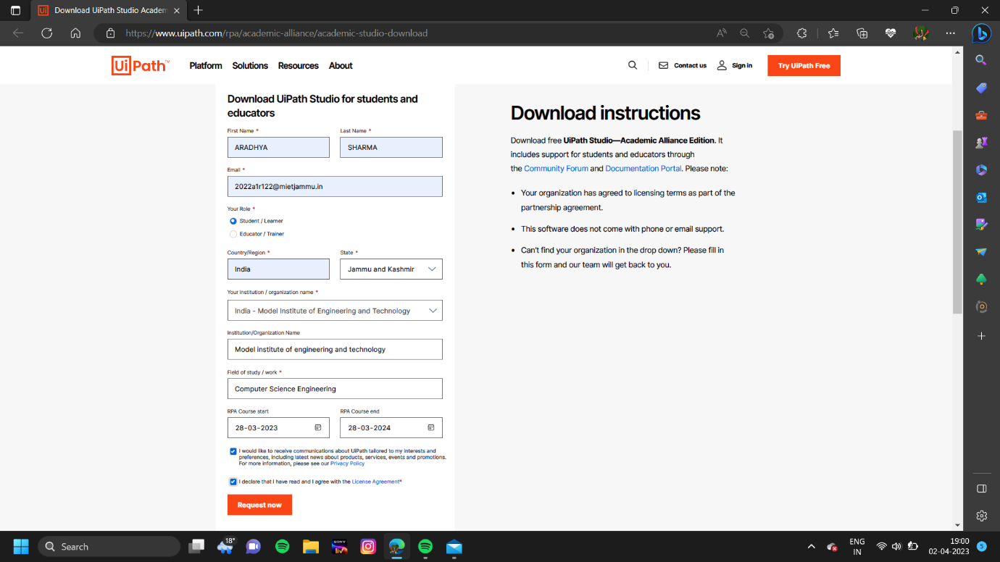 Download UiPath Studio Academ
https://www.uipath.com/rpa/academic-alliance/academic-studio-download
UiPath™ Platform Solutions Resources About Contact us Sign in Try UiPath Free
Download UiPath Studio for students and
educators
First Name * Last Name *
ARADHYA SHARMA
Email *
2022a1r122@mietjammu.in
Your Role *
Student / Learner
Educator / Trainer
Country/Region * State *
India Jammu and Kashmir
Your institution / organization name *
India - Model Institute of Engineering and Technology
Institution/Organization Name
Model institute of engineering and technology
Field of study / work *
Computer Science Engineering
RPA Course start RPA Course end
28-03-2023 28-03-2024
I would like to receive communications about UiPath tailored to my interests and
preferences, including latest news about products, services, events and promotions.
For more information, please see our Privacy Policy
I declare that I have read and I agree with the License Agreement*
Request now
Download instructions
Download free UiPath Studio—Academic Alliance Edition. It
includes support for students and educators through
the Community Forum and Documentation Portal. Please note:
• Your organization has agreed to licensing terms as part of the
partnership agreement.
• This software does not come with phone or email support.
• Can't find your organization in the drop down? Please fill in
this form and our team will get back to you.
Search
18°
SONY
liv
ENG
IN
19:00
02-04-2023
5